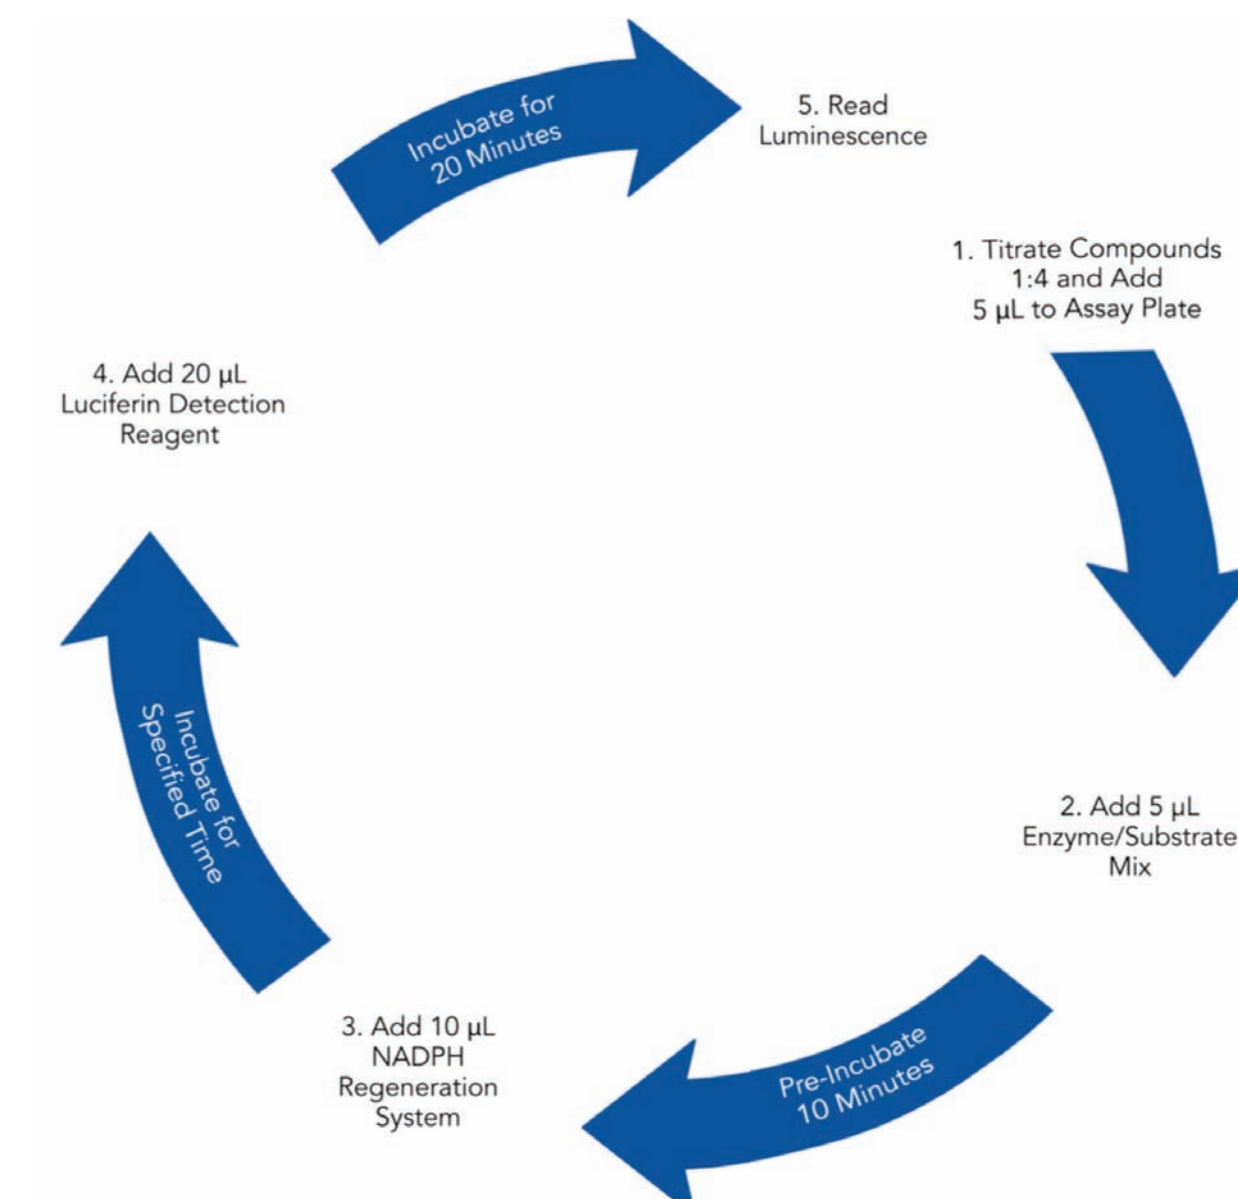 1. Titrate Compounds
1:4 and Add
5 µL to Assay Plate
2. Add 5 µL
Enzyme/Substrate
Mix
Pre-Incubate
10 Minutes
3. Add 10 µL
NADPH
Regeneration
System
Incubate for
Specified Time
4. Add 20 µL
Luciferin Detection
Reagent
Incubate for
20 Minutes
5. Read
Luminescence